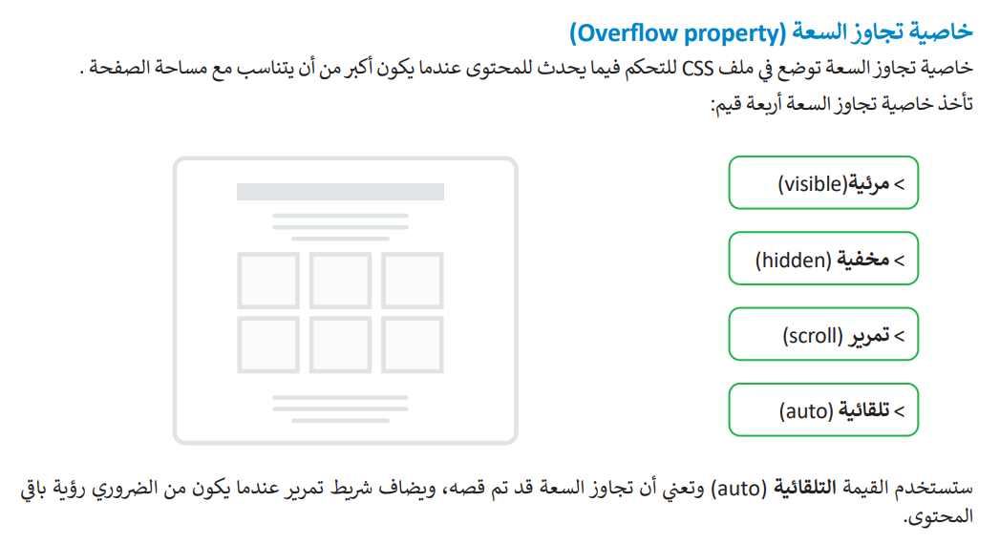 خاصية تجاوز السعة (Overflow property)
خاصية تجاوز السعة توضع في ملف CSS للتحكم فيما يحدث للمحتوى عندما يكون أكبر من أن يتناسب مع مساحة الصفحة .
تأخذ خاصية تجاوز السعة أربعة قيم:
> مرئية(visible)
> مخفية (hidden)
> تمرير (scroll)
> تلقائية (auto)
ستستخدم القيمة التلقائية (auto) وتعني أن تجاوز السعة قد تم قصه، ويضاف شريط تمرير عندما يكون من الضروري رؤية باقي
المحتوى.